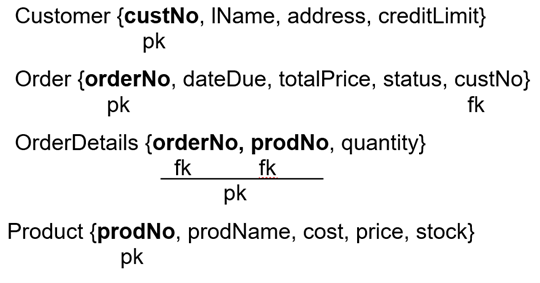 Customer {custNo, lName, address, creditLimit}
pk
Order {orderNo, dateDue, totalPrice, status, custNo}
pk fk
OrderDetails {orderNo, prodNo, quantity}
fk fk
pk
Product {prodNo, prodName, cost, price, stock}
pk